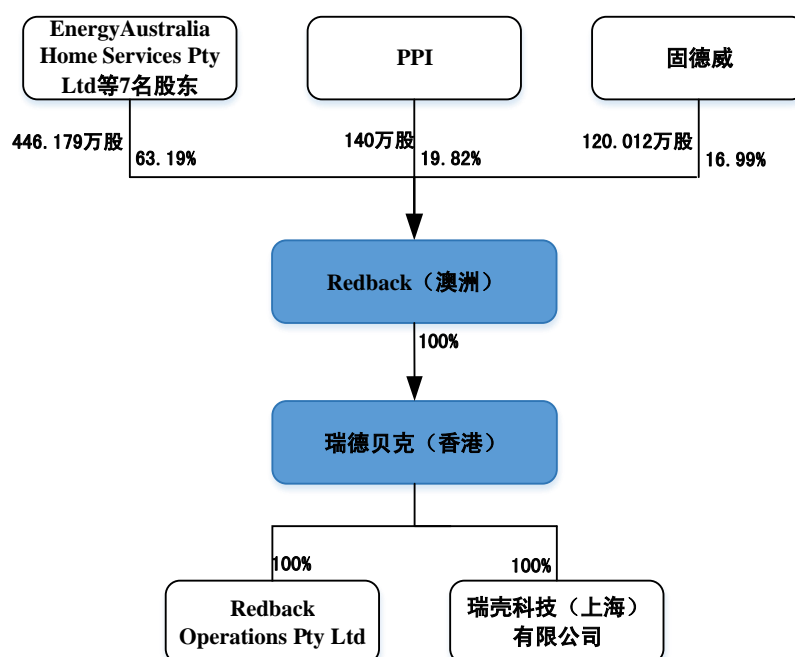 EnergyAustralia
Home Services Pty
Ltd等7名股东
PPI
固德威
446.179万股
63.19%
140万股
19.82%
120.012万股
16.99%
Redback（澳洲）
100%
瑞德贝克（香港）
100%
100%
Redback
Operations Pty Ltd
瑞壳科技（上海）
有限公司